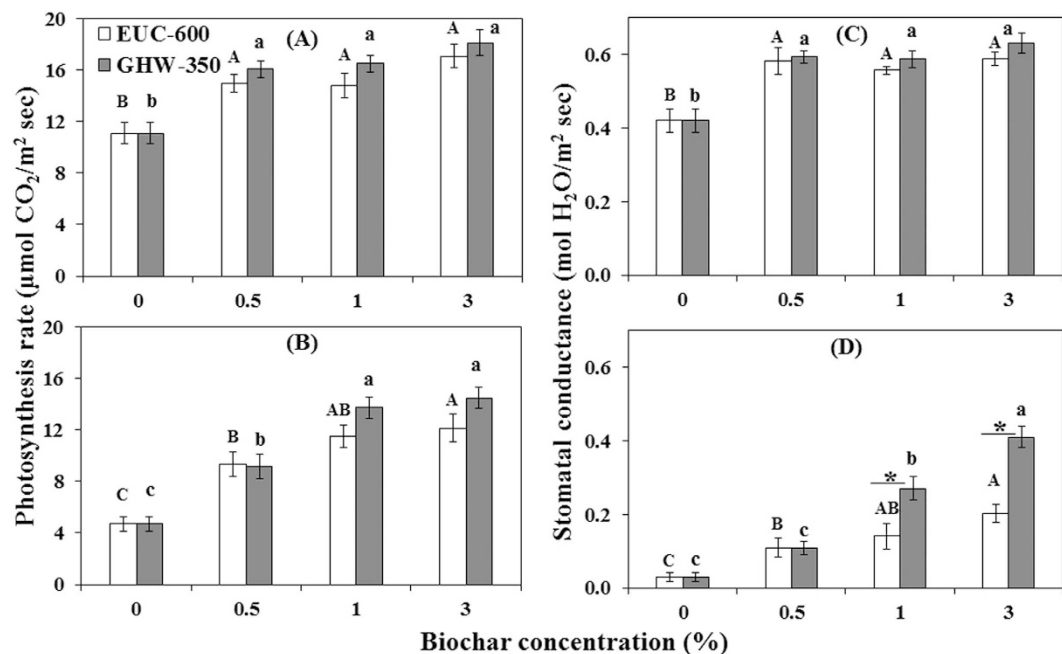 Photosynthesis rate (µmol CO₂/m² sec)
20
16
12
8
4
0
EUC-600
GHW-350
(A)
B b
A a
A a
A a
0 0.5 1 3
20
16
12
8
4
0
(B)
C c
B b
AB a
A a
0 0.5 1 3
Stomatal conductance (mol H₂O/m² sec)
0.6
0.4
0.2
0.0
(C)
B b
A a
A a
A a
0 0.5 1 3
0.6
0.4
0.2
0.0
(D)
C c
B c
AB * b
A * a
0 0.5 1 3
Biochar concentration (%)